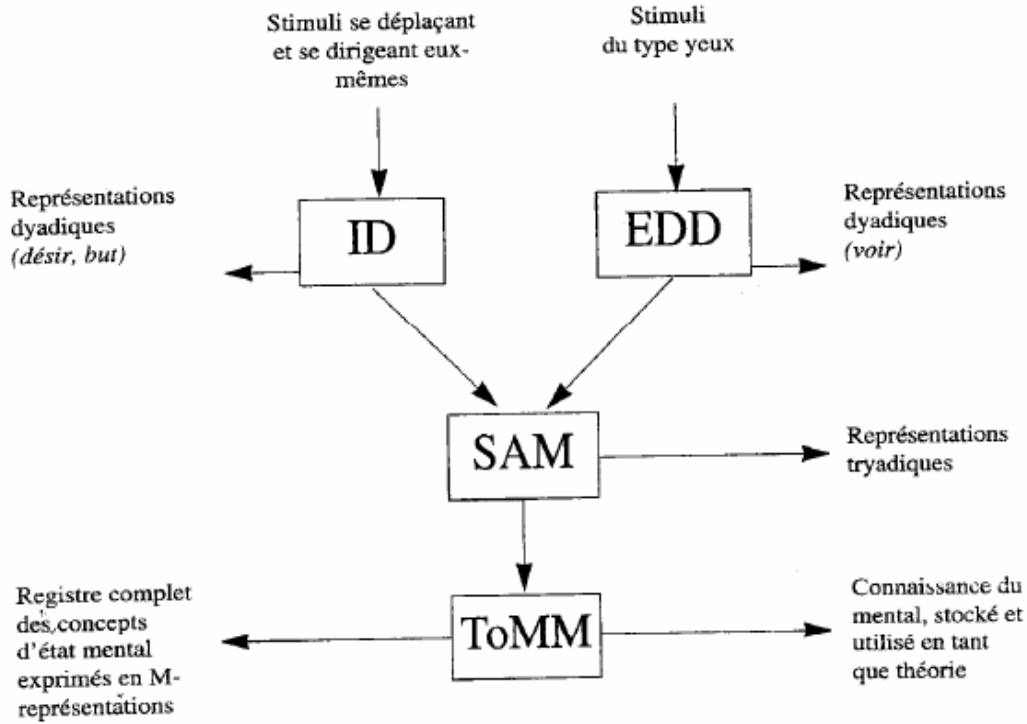 Stimuli se déplaçant
et se dirigeant eux-
mêmes
Stimuli
du type yeux
Représentations
dyadiques
(désir, but)
ID
EDD
Représentations
dyadiques
(voir)
SAM
Représentations
tryadiques
Registre complet
des concepts
d'état mental
exprimés en M-
représentations
ToMM
Connaissance du
mental, stocké et
utilisé en tant
que théorie